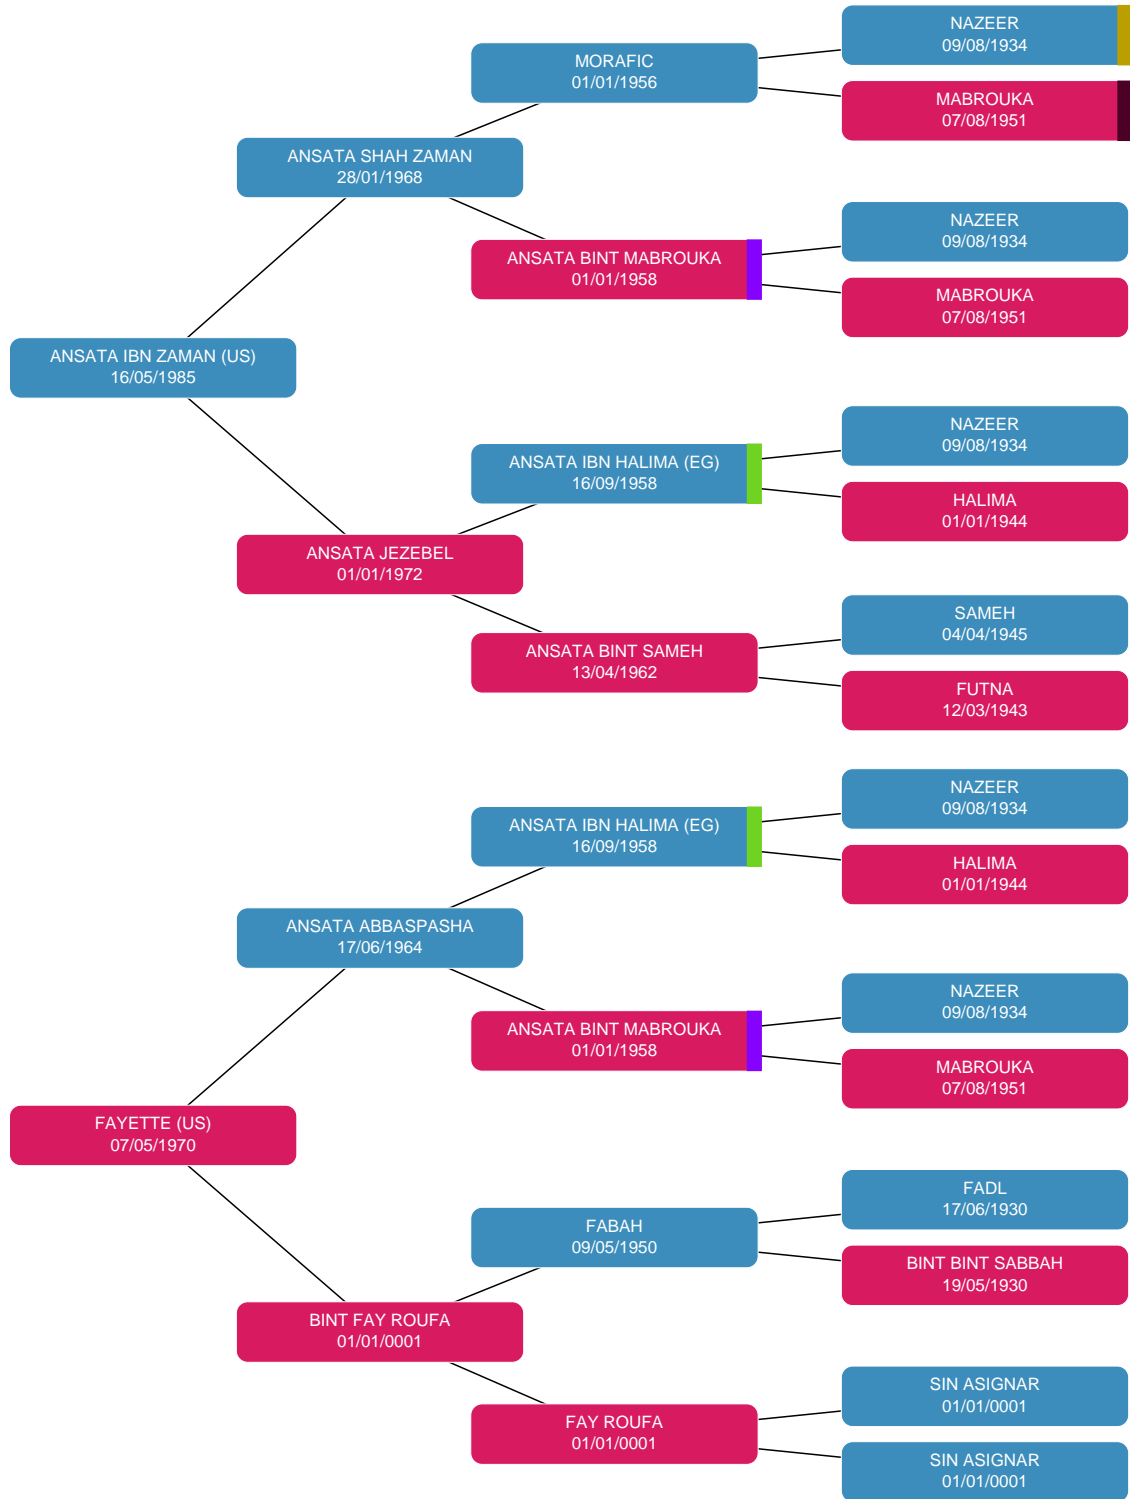 NAZEER
09/08/1934
MORAFIC
01/01/1956
MABROUKA
07/08/1951
ANSATA SHAH ZAMAN
28/01/1968
NAZEER
09/08/1934
ANSATA BINT MABROUKA
01/01/1958
MABROUKA
07/08/1951
ANSATA IBN ZAMAN (US)
16/05/1985
NAZEER
09/08/1934
ANSATA IBN HALIMA (EG)
16/09/1958
HALIMA
01/01/1944
ANSATA JEZEBEL
01/01/1972
SAMEH
04/04/1945
ANSATA BINT SAMEH
13/04/1962
FUTNA
12/03/1943
NAZEER
09/08/1934
ANSATA IBN HALIMA (EG)
16/09/1958
HALIMA
01/01/1944
ANSATA ABBASPASHA
17/06/1964
NAZEER
09/08/1934
ANSATA BINT MABROUKA
01/01/1958
MABROUKA
07/08/1951
FAYETTE (US)
07/05/1970
FADL
17/06/1930
FABAH
09/05/1950
BINT BINT SABBAH
19/05/1930
BINT FAY ROUFA
01/01/0001
SIN ASIGNAR
01/01/0001
FAY ROUFA
01/01/0001
SIN ASIGNAR
01/01/0001